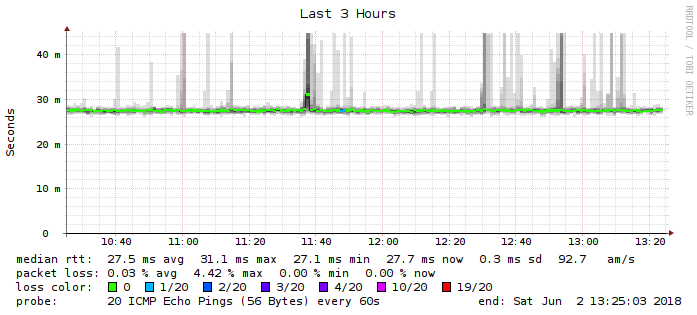 Last 3 Hours
RRDTOOL / TOBI OETIKER
Seconds
40 m
30 m
20 m
10 m
0
10:40 11:00 11:20 11:40 12:00 12:20 12:40 13:00 13:20
median rtt: 27.5 ms avg 31.1 ms max 27.1 ms min 27.7 ms now 0.3 ms sd 92.7 am/s
packet loss: 0.03 % avg 4.42 % max 0.00 % min 0.00 % now
loss color: 0 1/20 2/20 3/20 4/20 10/20 19/20
probe: 20 ICMP Echo Pings (56 Bytes) every 60s end: Sat Jun 2 13:25:03 2018